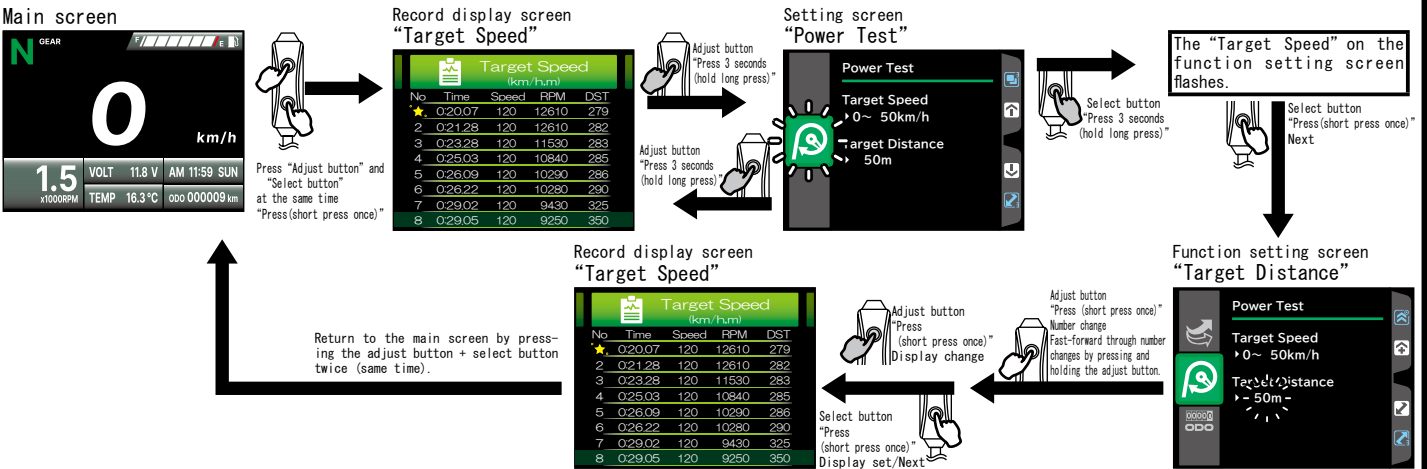 Main screen
N GEAR
F E
0
km/h
1.5
x1000RPM
VOLT 11.8 V
AM 11:59 SUN
TEMP 16.3°C
ODO 000009 km
Press “Adjust button” and
“Select button”
at the same time
“Press(short press once)”
Record display screen
“Target Speed”
Target Speed
(km/h,m)
No Time Speed RPM DST
0:20.07 120 12610 279
2 0:21.28 120 12610 282
3 0:23.28 120 11530 283
4 0:25.03 120 10840 285
5 0:26.09 120 10290 286
6 0:26.22 120 10280 290
7 0:29.02 120 9430 325
8 0:29.05 120 9250 350
Adjust button
“Press 3 seconds
(hold long press)”
Adjust button
“Press 3 seconds
(hold long press)”
Setting screen
“Power Test”
Power Test
Target Speed
0~ 50km/h
Target Distance
50m
Select button
“Press 3 seconds
(hold long press)”
The “Target Speed” on the
function setting screen
flashes.
Select button
“Press(short press once)”
Next
Function setting screen
“Target Distance”
Power Test
Target Speed
0~ 50km/h
Target Distance
50m
00000
ODO
Adjust button
“Press (short press once)”
Number change
Fast-forward through number
changes by pressing and
holding the adjust button.
Adjust button
“Press
(short press once)”
Display change
Select button
“Press
(short press once)”
Display set/Next
Record display screen
“Target Speed”
Target Speed
(km/h,m)
No Time Speed RPM DST
0:20.07 120 12610 279
2 0:21.28 120 12610 282
3 0:23.28 120 11530 283
4 0:25.03 120 10840 285
5 0:26.09 120 10290 286
6 0:26.22 120 10280 290
7 0:29.02 120 9430 325
8 0:29.05 120 9250 350
Return to the main screen by press-
ing the adjust button + select button
twice (same time).